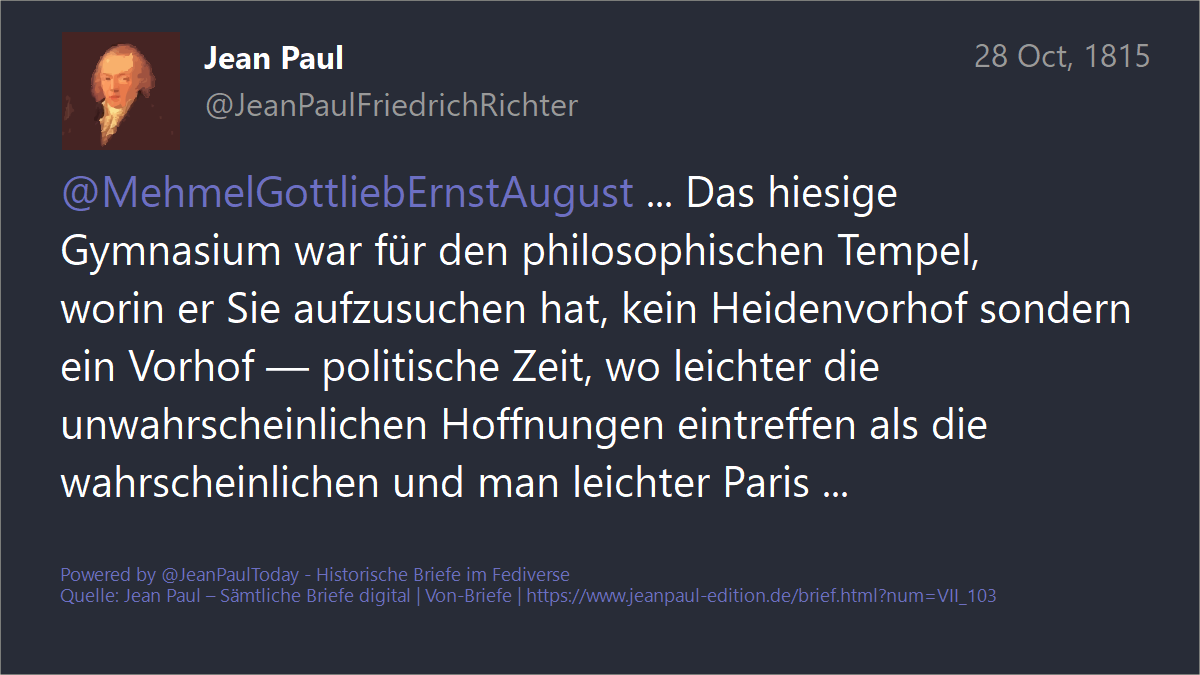 Jean Paul
28 Oct, 1815
@JeanPaulFriedrichRichter
@MehmelGottliebErnstAugust ... Das hiesige
Gymnasium war für den philosophischen Tempel,
worin er Sie aufzusuchen hat, kein Heidenvorhof sondern
ein Vorhof — politische Zeit, wo leichter die
unwahrscheinlichen Hoffnungen eintreffen als die
wahrscheinlichen und man leichter Paris ...
Powered by @JeanPaulToday - Historische Briefe im Fediverse
Quelle: Jean Paul – Sämtliche Briefe digital | Von-Briefe | https://www.jeanpaul-edition.de/brief.html?num=VII_103